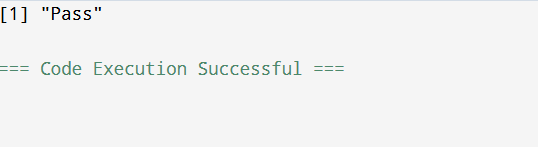 [1] "Pass"
=== Code Execution Successful ===